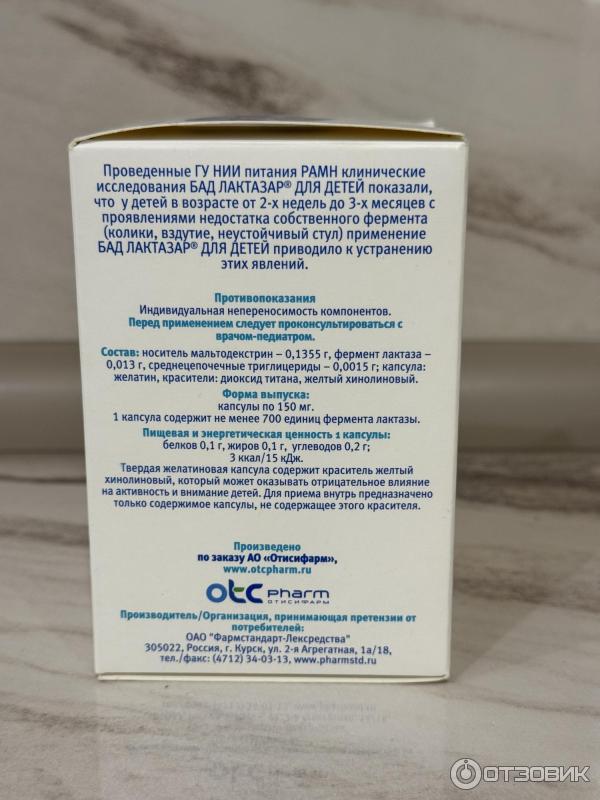 Проведенные ГУ НИИ питания РАМН клинические
исследования БАД ЛАКТАЗАР® ДЛЯ ДЕТЕЙ показали,
что у детей в возрасте от 2-х недель до 3-х месяцев с
проявлениями недостатка собственного фермента
(колики, вздутие, неустойчивый стул) применение
БАД ЛАКТАЗАР® ДЛЯ ДЕТЕЙ приводило к устранению
этих явлений.
Противопоказания
Индивидуальная непереносимость компонентов.
Перед применением следует проконсультироваться с
врачом-педиатром.
Состав: носитель мальтодекстрин – 0,1355 г, фермент лактаза –
0,013 г, среднецепочечные триглицериды – 0,0015 г; капсула:
желатин, красители: диоксид титана, желтый хинолиновый.
Форма выпуска:
капсулы по 150 мг.
1 капсула содержит не менее 700 единиц фермента лактазы.
Пищевая и энергетическая ценность 1 капсулы:
белков 0,1 г, жиров 0,1 г, углеводов 0,2 г;
3 ккал/15 кДж.
Твердая желатиновая капсула содержит краситель желтый
хинолиновый, который может оказывать отрицательное влияние
на активность и внимание детей. Для приема внутрь предназначено
только содержимое капсулы, не содержащее этого красителя.
Произведено
по заказу АО «Отисифарм»,
www.otcpharm.ru
otc pharm
ОТИСИФАРМ
Производитель/Организация, принимающая претензии от
потребителей:
ОАО "Фармстандарт-Лексредства"
305022, Россия, г. Курск, ул. 2-я Агрегатная, 1а/18,
тел./факс: (4712) 34-03-13, www.pharmstd.ru
ОТЗОВИК